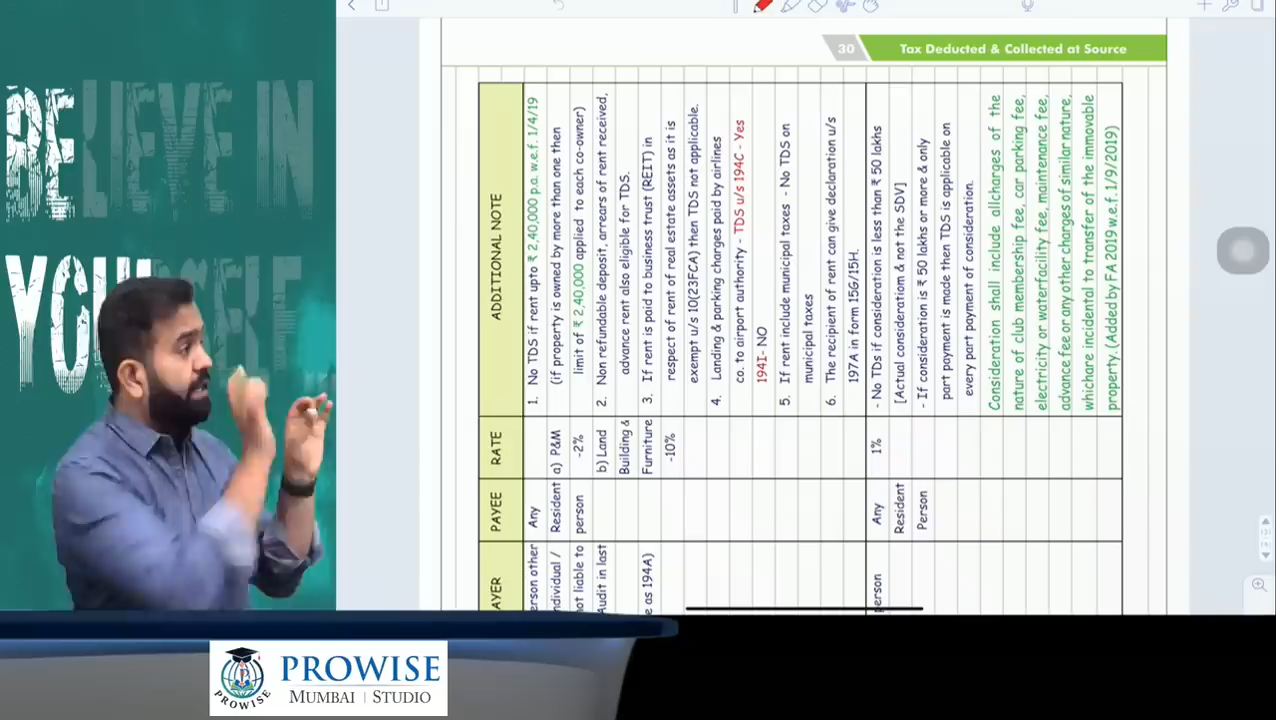 BELIEVE IN
YOURSELF
30
Tax Deducted & Collected at Source
AYER
PAYEE
RATE
ADDITIONAL NOTE
erson other
ndividual /
not liable to
Audit in last
e as 194A)
Any
Resident
person
a) P&M
-2%
b) Land
Building &
Furniture
-10%
1. No TDS if rent upto ₹ 2,40,000 p.a. w.e.f. 1/4/19
(if property is owned by more than one then
limit of ₹ 2,40,000 applied to each co-owner)
2. Non refundable deposit, arrears of rent received,
advance rent also eligible for TDS.
3. If rent is paid to business trust (REIT) in
respect of rent of real estate assets as it is
exempt u/s 10(23FCA) then TDS not applicable.
4. Landing & parking charges paid by airlines
co. to airport authority - TDS u/s 194C - Yes
194I- NO
5. If rent include municipal taxes - No TDS on
municipal taxes
6. The recipient of rent can give declaration u/s
197A in form 15G/15H.
person
Any
Resident
Person
1%
- No TDs if consideration is less than ₹ 50 lakhs
[Actual consideration & not the SDV]
- If consideration is ₹ 50 lakhs or more & only
part payment is made then TDS is applicable on
every part payment of consideration.
Consideration shall include allcharges of the
nature of club membership fee, car parking fee,
electricity or waterfacility fee, maintenance fee,
advance fee or any other charges of similar nature,
whichare incidental to transfer of the immovable
property. (Added by FA 2019 w.e.f. 1/9/2019)
PROWISE
PROWISE
MUMBAI | STUDIO